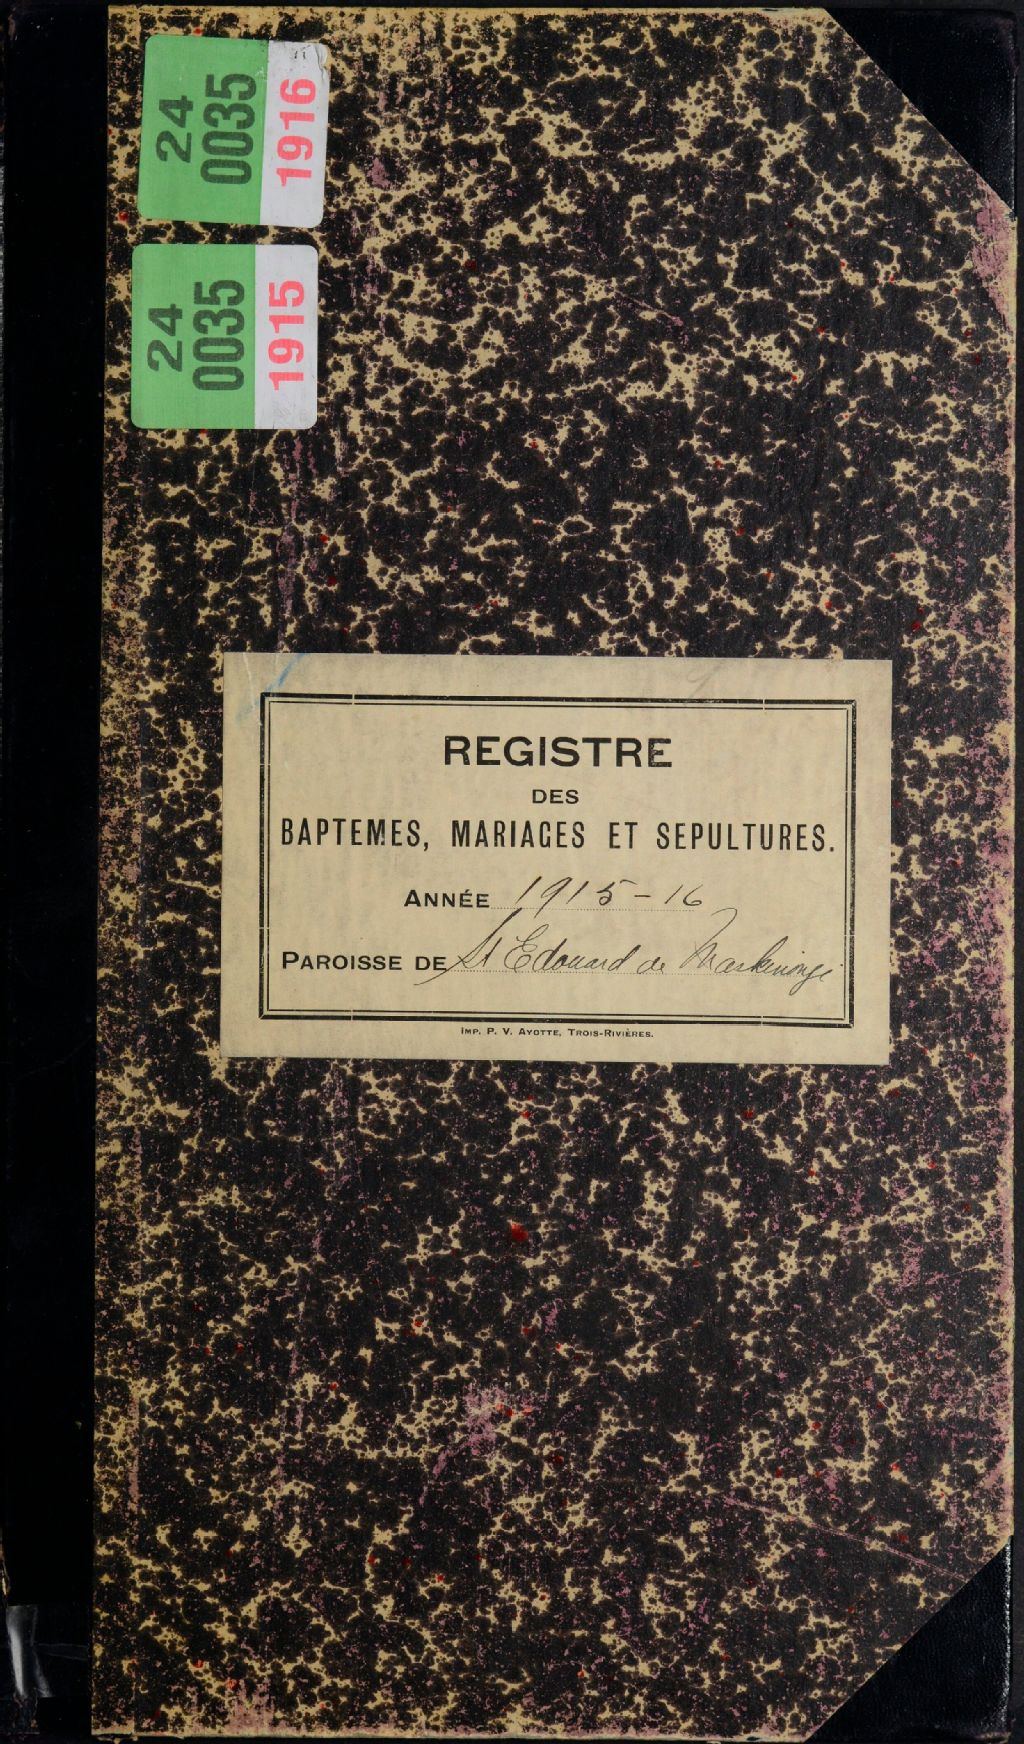 24
0035
1916
24
0035
1915
REGISTRE
DES
BAPTEMES, MARIAGES ET SEPULTURES.
ANNÉE 1915-16
PAROISSE DE St Edouard de Maskinongé
IMP. P. V. AYOTTE, TROIS-RIVIÈRES.